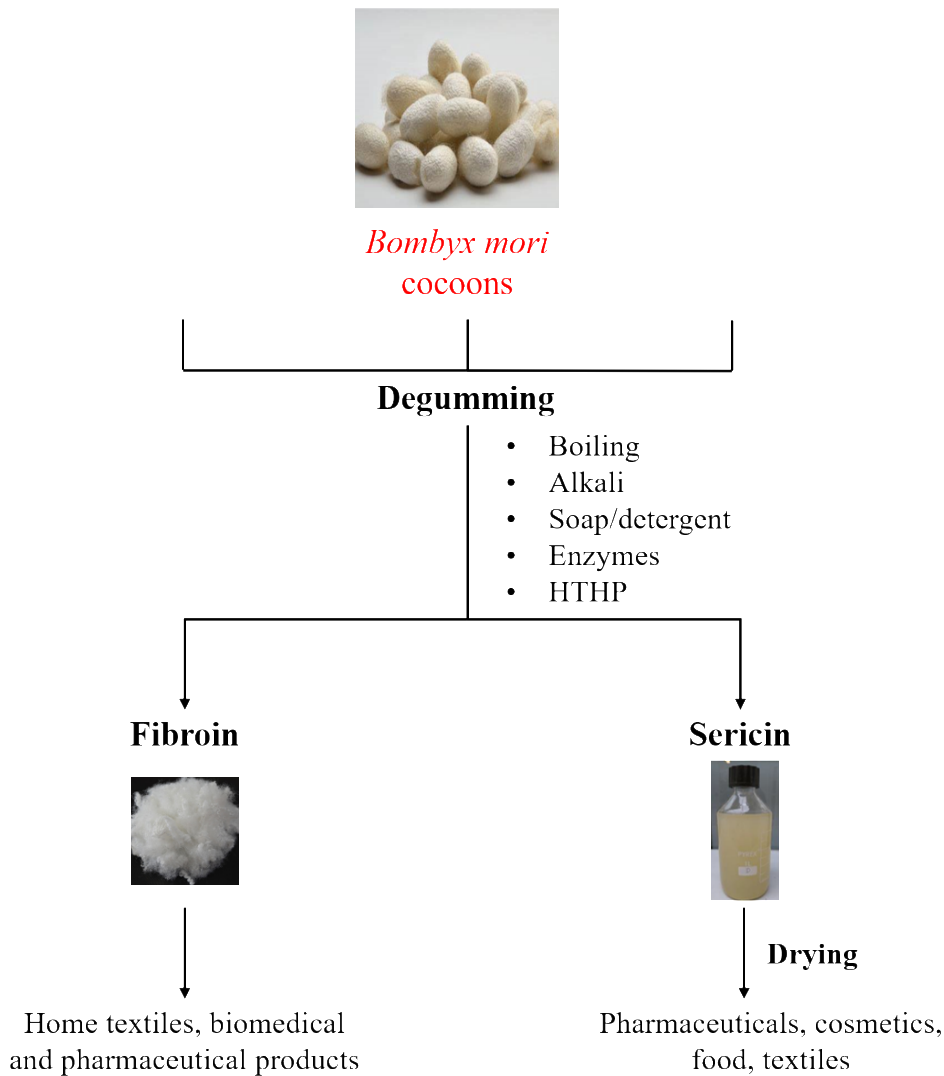 Bombyx mori
cocoons
Degumming
• Boiling
• Alkali
• Soap/detergent
• Enzymes
• HTHP
Fibroin
Sericin
Drying
Home textiles, biomedical
and pharmaceutical products
Pharmaceuticals, cosmetics,
food, textiles